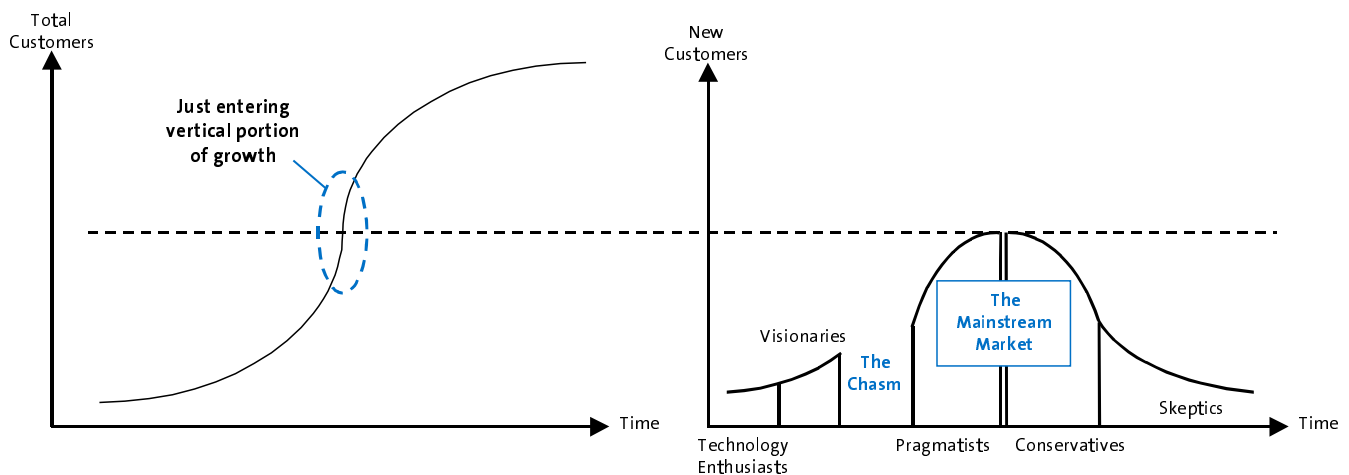 Total
Customers
Just entering
vertical portion
of growth
Time
New
Customers
Visionaries
The
Chasm
The
Mainstream
Market
Skeptics
Time
Technology
Enthusiasts
Pragmatists
Conservatives